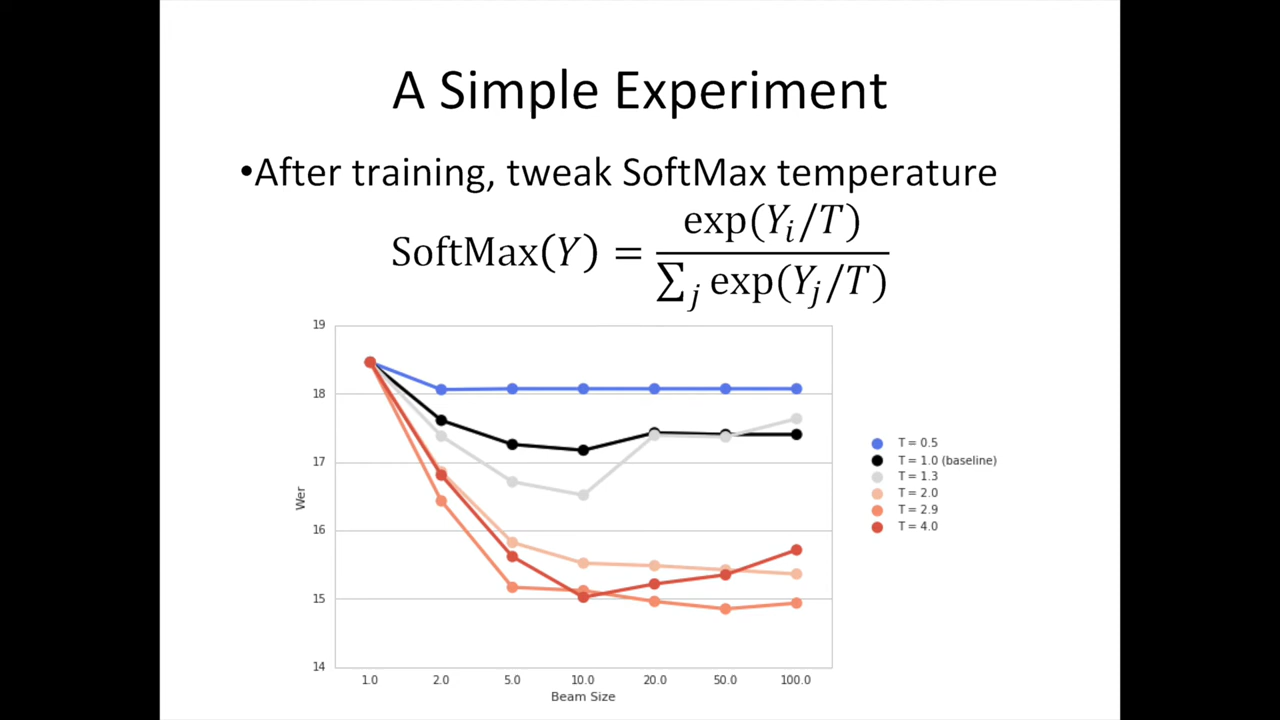 A Simple Experiment
•After training, tweak SoftMax temperature
SoftMax(Y) = exp(Y_i/T) / ∑_j exp(Y_j/T)
19
18
17
16
15
14
Wer
1.0 2.0 5.0 10.0 20.0 50.0 100.0
Beam Size
T = 0.5
T = 1.0 (baseline)
T = 1.3
T = 2.0
T = 2.9
T = 4.0